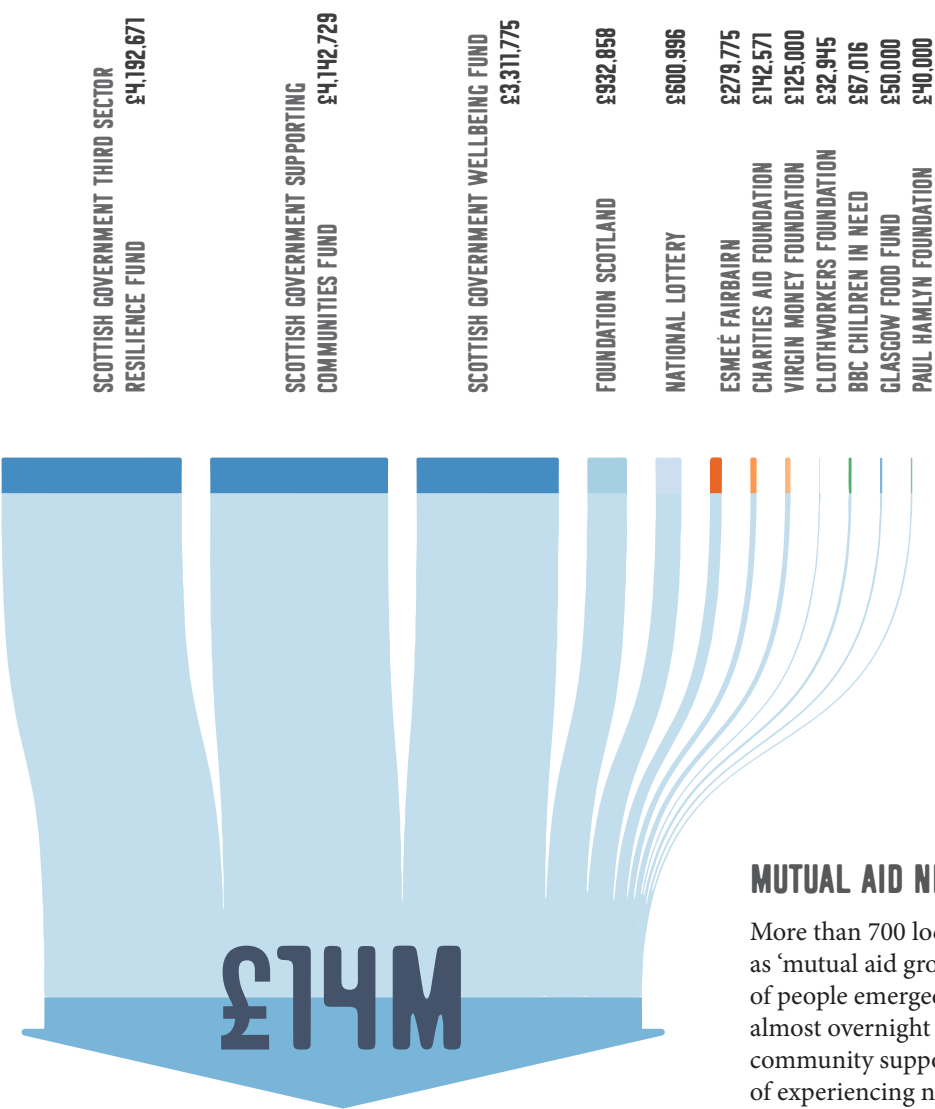 SCOTTISH GOVERNMENT THIRD SECTOR
RESILIENCE FUND £4,192,671
SCOTTISH GOVERNMENT SUPPORTING
COMMUNITIES FUND £4,142,729
SCOTTISH GOVERNMENT WELLBEING FUND
£3,311,775
FOUNDATION SCOTLAND £932,858
NATIONAL LOTTERY £600,996
ESMEÉ FAIRBAIRN £279,775
CHARITIES AID FOUNDATION £142,571
VIRGIN MONEY FOUNDATION £125,000
CLOTHWORKERS FOUNDATION £32,945
BBC CHILDREN IN NEED £67,016
GLASGOW FOOD FUND £50,000
PAUL HAMLYN FOUNDATION £40,000
£14M
MUTUAL AID
More than 700
as ‘mutual aid
of people emerged
almost overnight
community
of experiencing